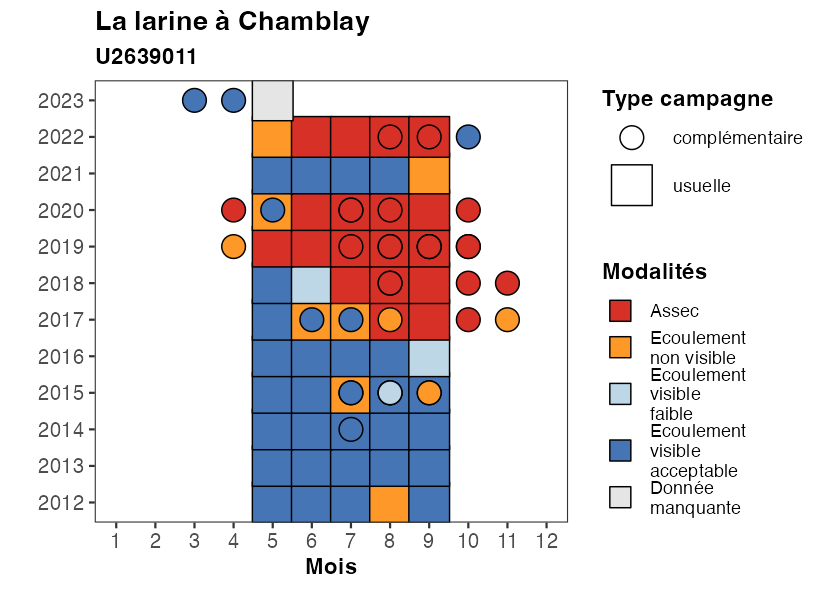 La larine à Chamblay
U2639011
2023
2022
2021
2020
2019
2018
2017
2016
2015
2014
2013
2012
1 2 3 4 5 6 7 8 9 10 11 12
Mois
Type campagne
complémentaire
usuelle
Modalités
Assec
Ecoulement
non visible
Ecoulement
visible
faible
Ecoulement
visible
acceptable
Donnée
manquante